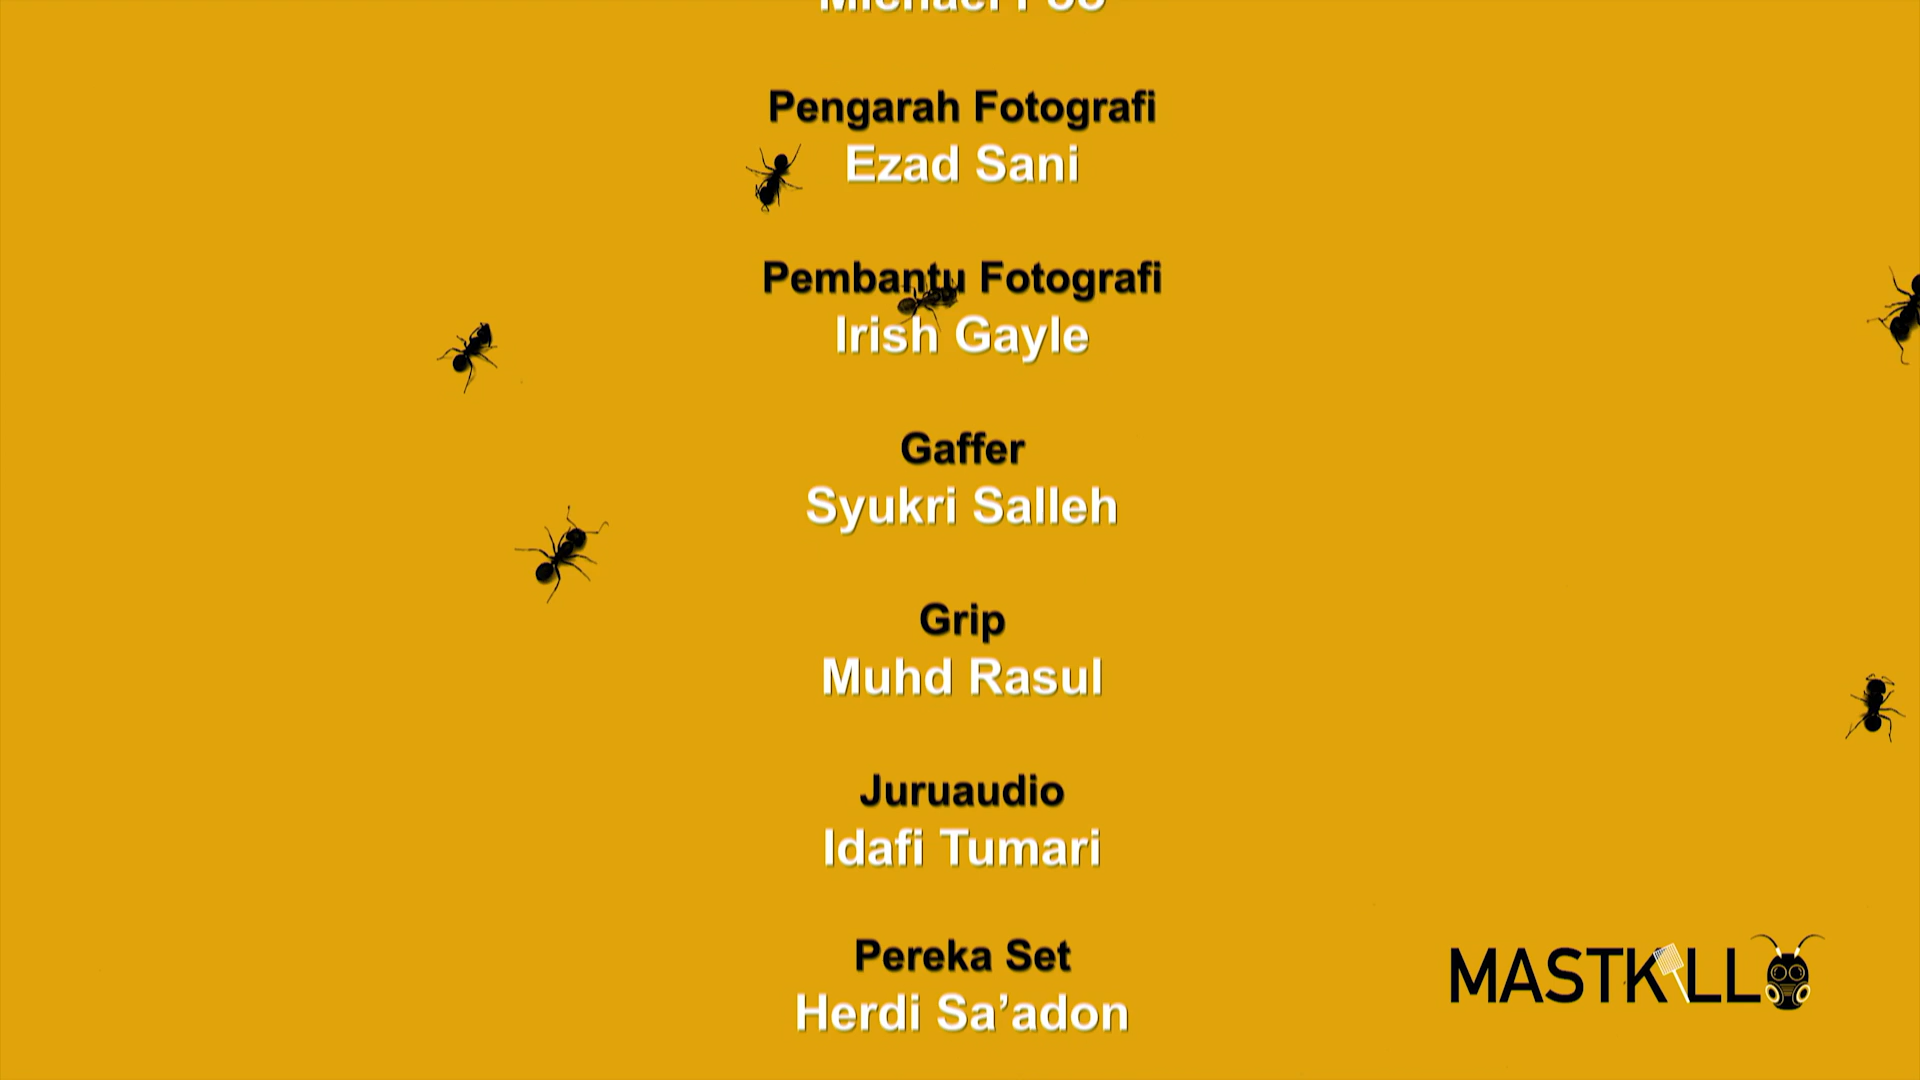 Pengarah Fotografi
Ezad Sani
Pembantu Fotografi
Irish Gayle
Gaffer
Syukri Salleh
Grip
Muhd Rasul
Juruaudio
Idafi Tumari
Pereka Set
Herdi Sa’adon
MASTKILL